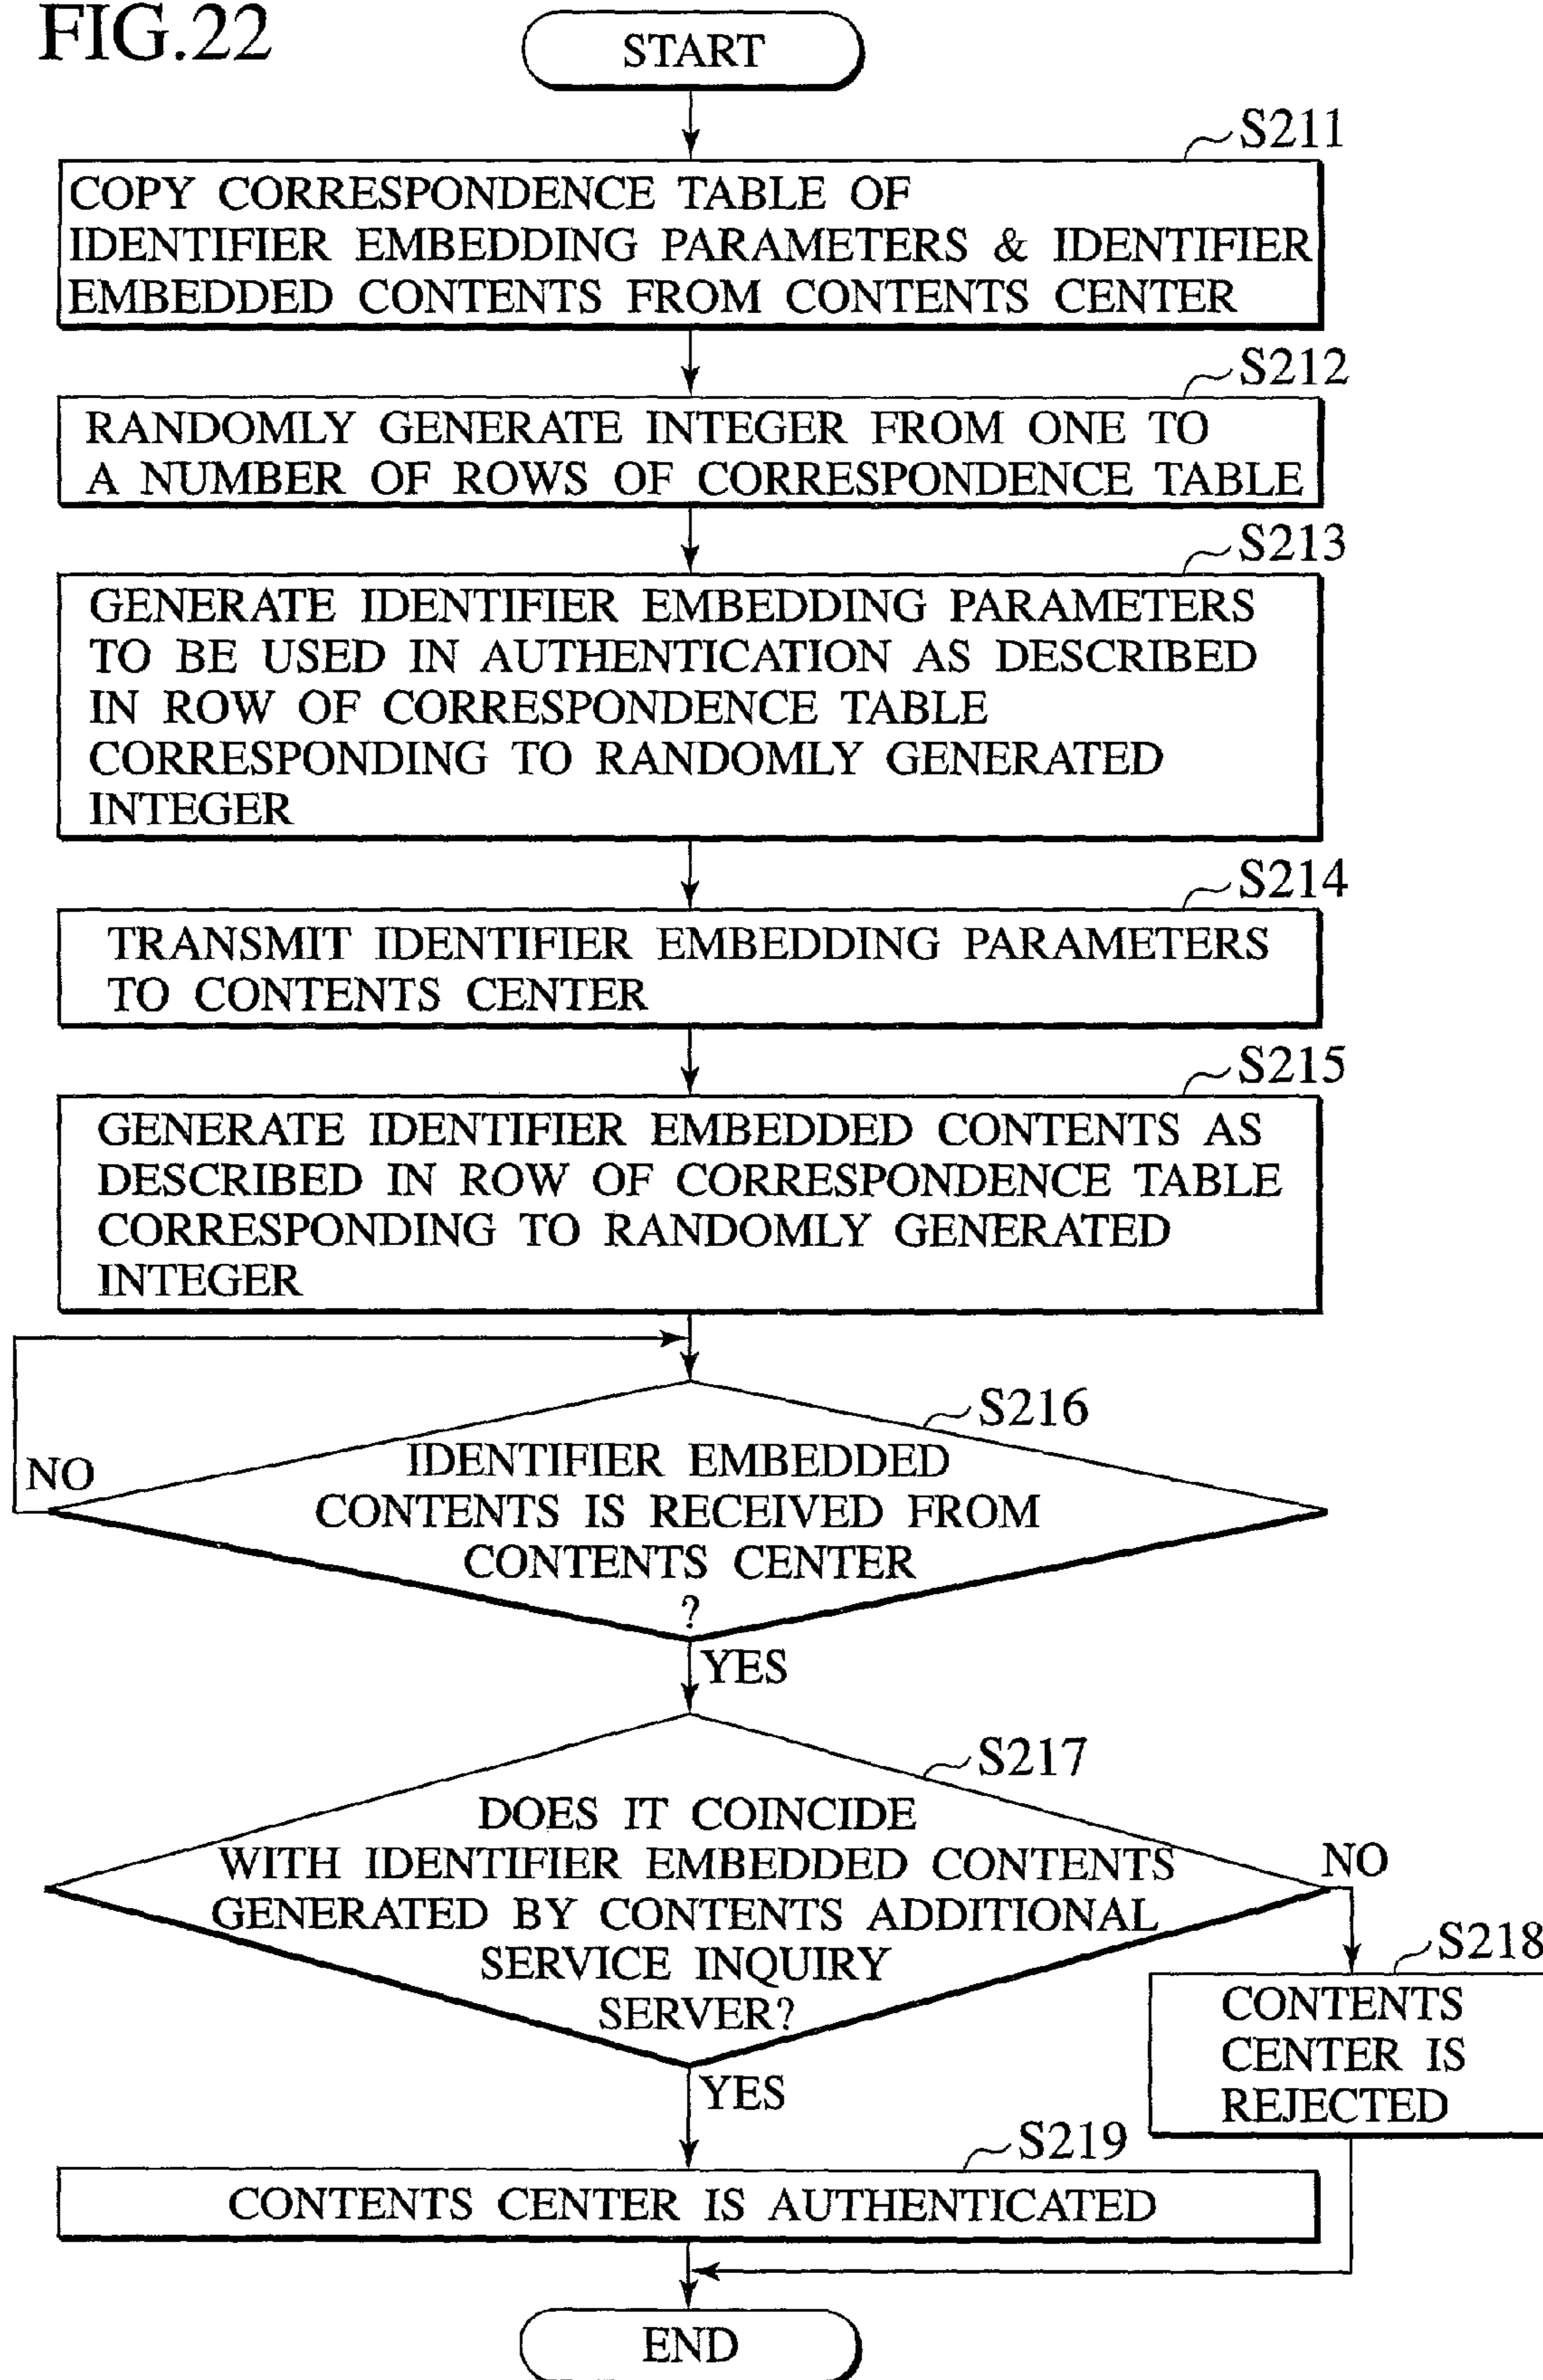 FIG.22
START
S211
COPY CORRESPONDENCE TABLE OF
IDENTIFIER EMBEDDING PARAMETERS & IDENTIFIER
EMBEDDED CONTENTS FROM CONTENTS CENTER
S212
RANDOMLY GENERATE INTEGER FROM ONE TO
A NUMBER OF ROWS OF CORRESPONDENCE TABLE
S213
GENERATE IDENTIFIER EMBEDDING PARAMETERS
TO BE USED IN AUTHENTICATION AS DESCRIBED
IN ROW OF CORRESPONDENCE TABLE
CORRESPONDING TO RANDOMLY GENERATED
INTEGER
S214
TRANSMIT IDENTIFIER EMBEDDING PARAMETERS
TO CONTENTS CENTER
S215
GENERATE IDENTIFIER EMBEDDED CONTENTS AS
DESCRIBED IN ROW OF CORRESPONDENCE TABLE
CORRESPONDING TO RANDOMLY GENERATED
INTEGER
S216
IDENTIFIER EMBEDDED
CONTENTS IS RECEIVED FROM
CONTENTS CENTER
?
NO
YES
S217
DOES IT COINCIDE
WITH IDENTIFIER EMBEDDED CONTENTS
GENERATED BY CONTENTS ADDITIONAL
SERVICE INQUIRY
SERVER?
NO
S218
CONTENTS
CENTER IS
REJECTED
YES
S219
CONTENTS CENTER IS AUTHENTICATED
END